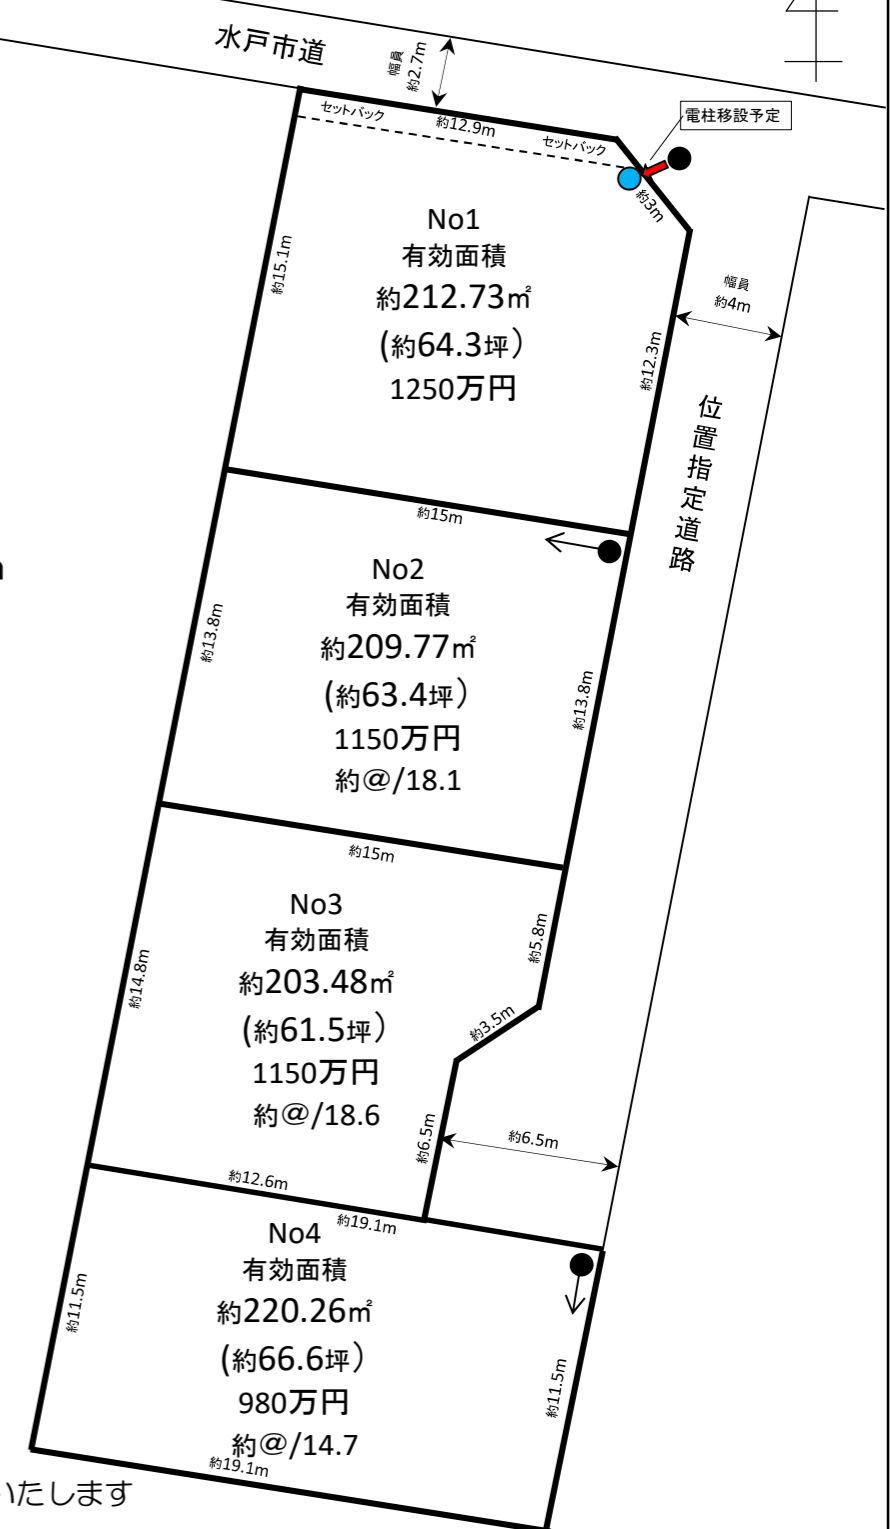 水戸市道
幅員
約2.7m
セットバック
約12.9m
セットバック
電柱移設予定
約3m
No1
有効面積
約212.73㎡
(約64.3坪)
1250万円
約15.1m
約12.3m
幅員
約4m
位置指定道路
約15m
No2
有効面積
約209.77㎡
(約63.4坪)
1150万円
約@/18.1
約13.8m
約13.8m
約15m
No3
有効面積
約203.48㎡
(約61.5坪)
1150万円
約@/18.6
約14.8m
約5.8m
約3.5m
約6.5m
約6.5m
約12.6m
約19.1m
No4
有効面積
約220.26㎡
(約66.6坪)
980万円
約@/14.7
約11.5m
約11.5m
約19.1m
いたします